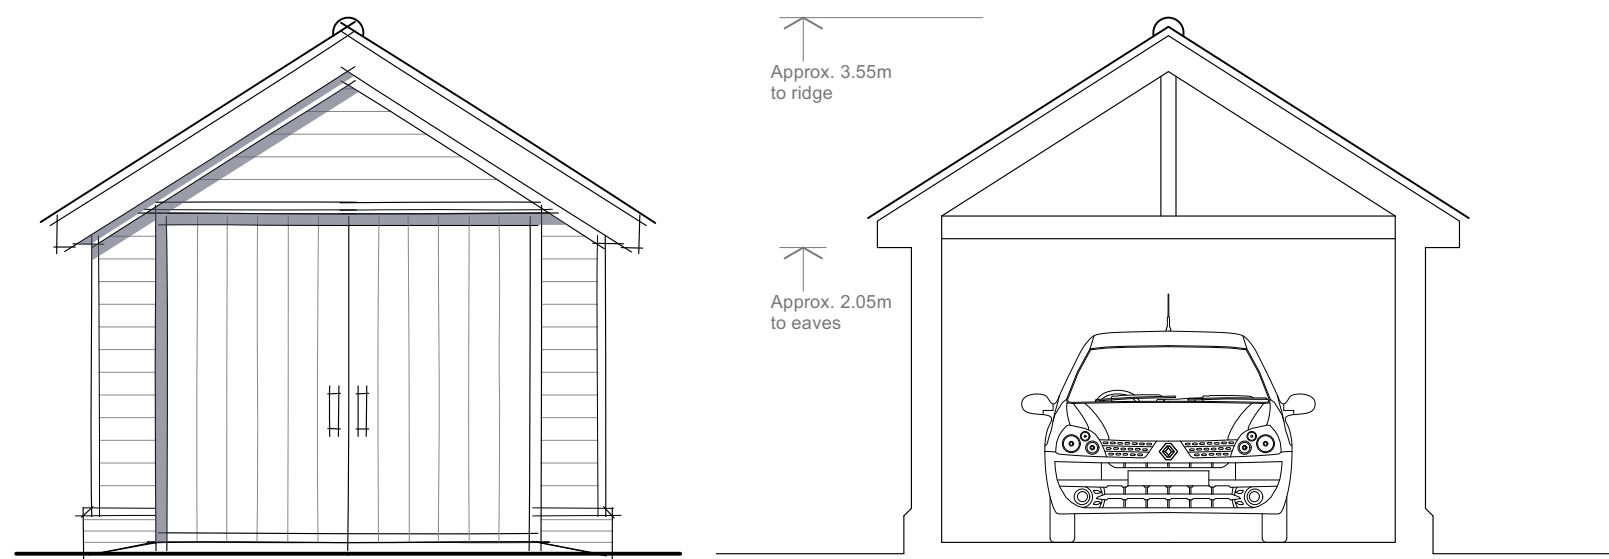 Approx. 3.55m
to ridge
Approx. 2.05m
to eaves